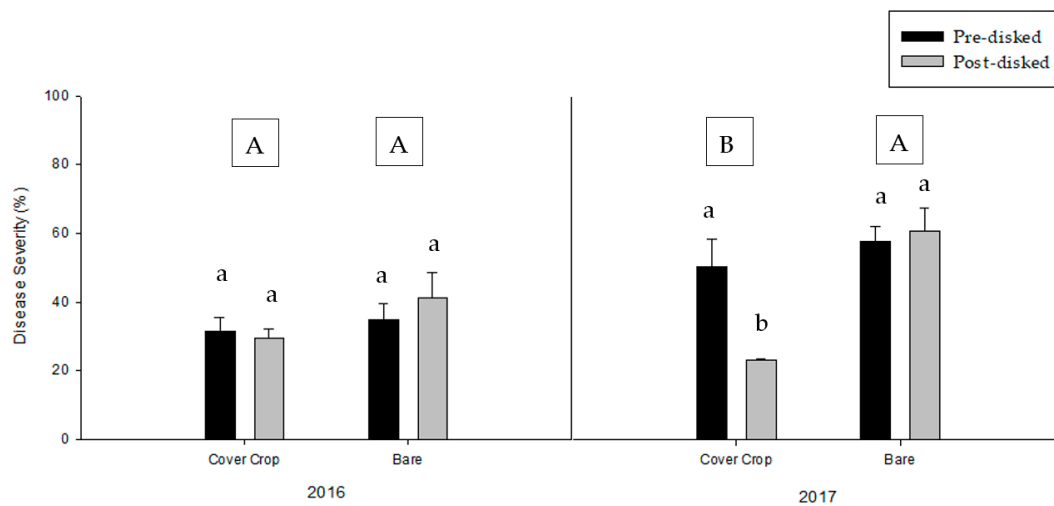 Pre-disked
Post-disked
100
80
60
40
20
0
Disease Severity (%)
A
A
B
A
a
a
a
a
a
b
a
a
Cover Crop
Bare
Cover Crop
Bare
2016
2017